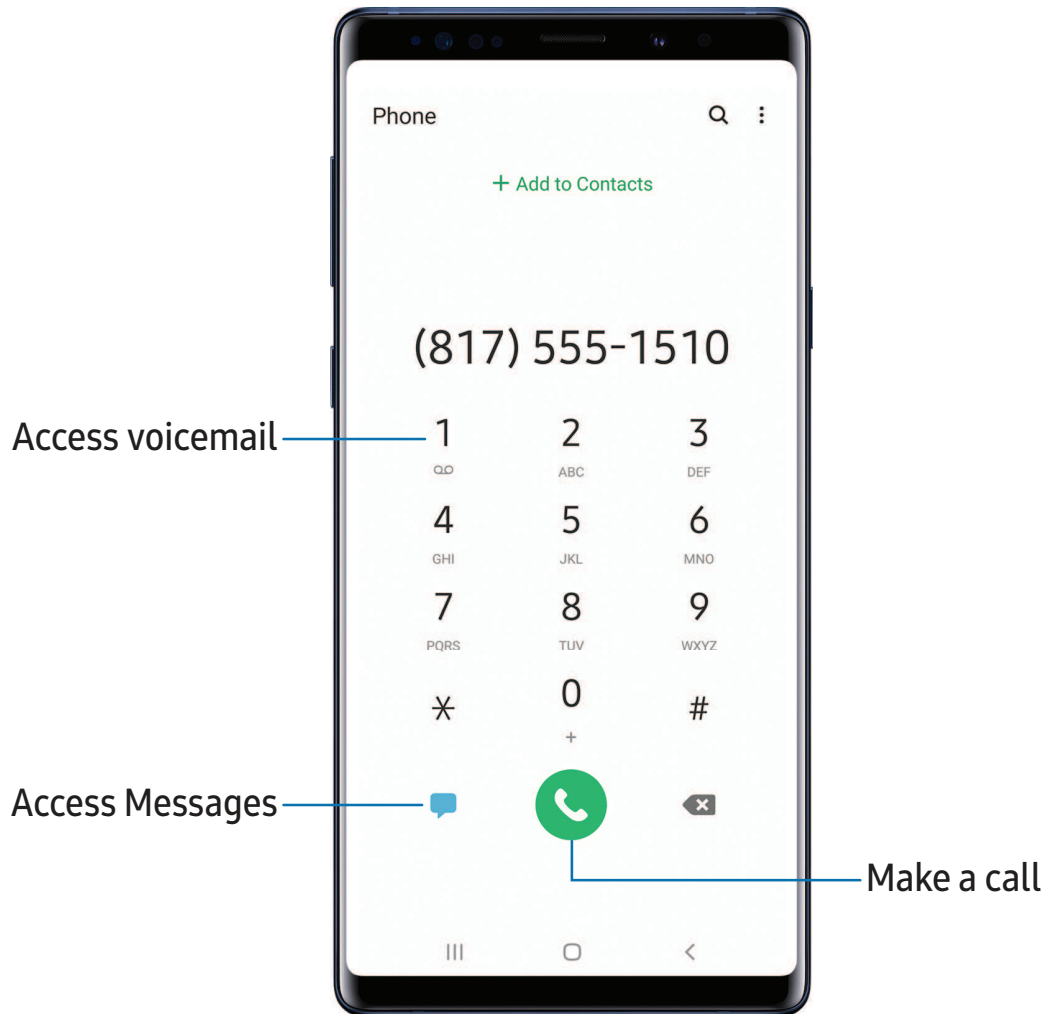 Phone
+ Add to Contacts
(817) 555-1510
Access voicemail
1 2 3
ABC DEF
4 5 6
GHI JKL MNO
7 8 9
PQRS TUV WXYZ
* 0 #
+
Access Messages
Make a call